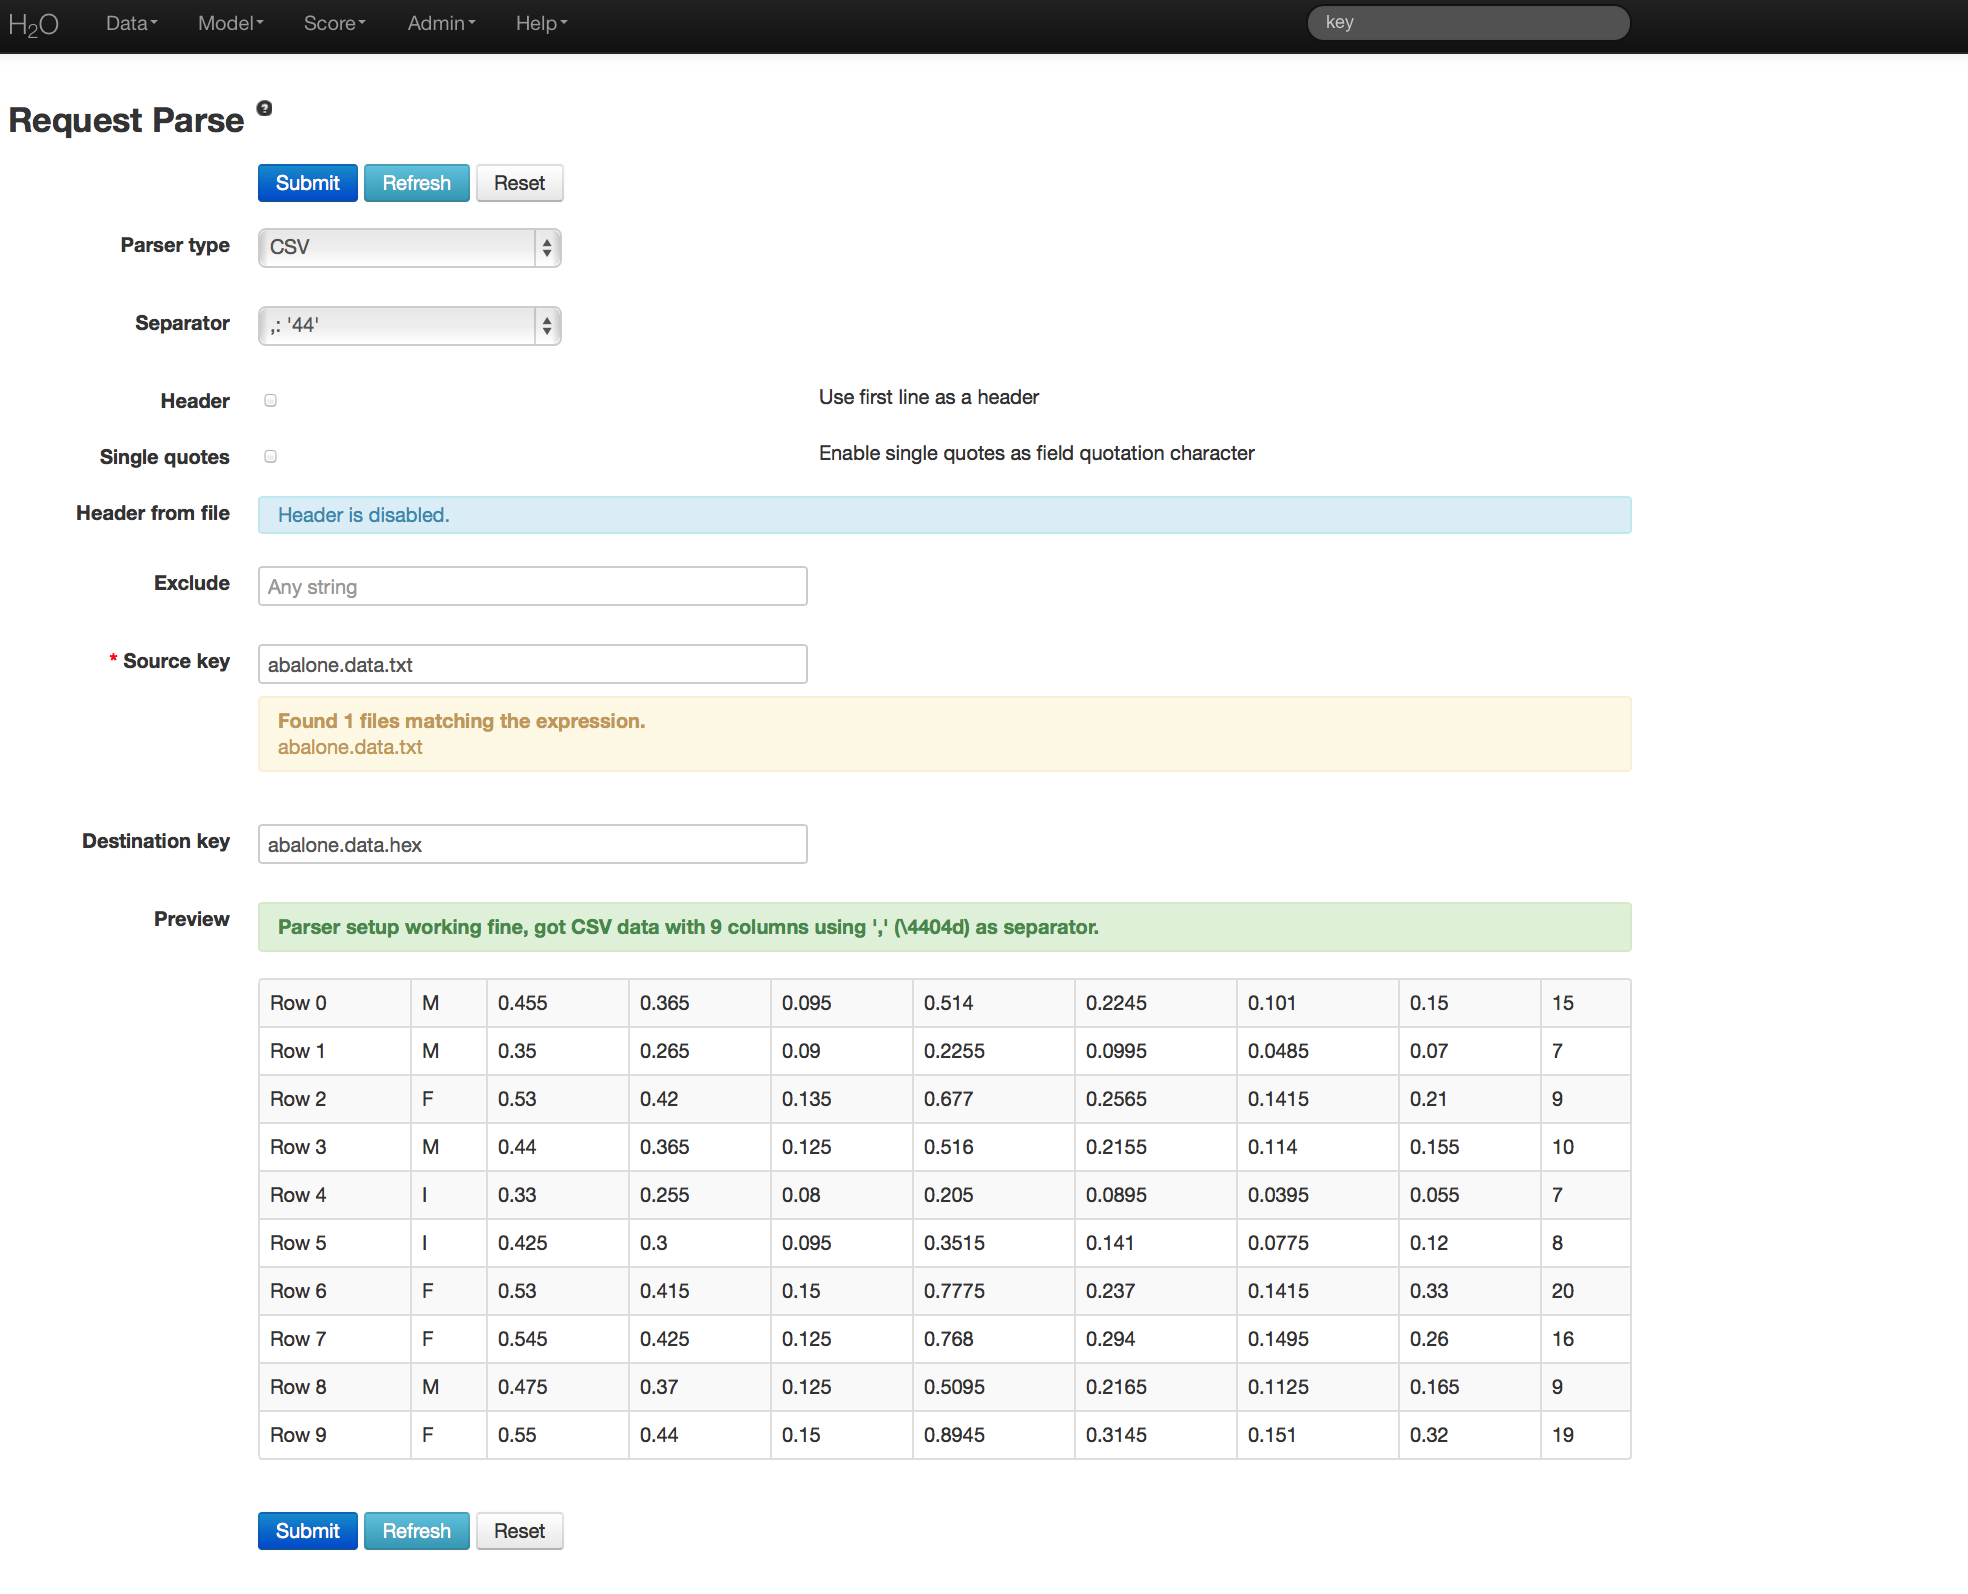 H2O Data Model Score Admin Help key
Request Parse ?
Submit Refresh Reset
Parser type CSV
Separator ,: '44'
Header Use first line as a header
Single quotes Enable single quotes as field quotation character
Header from file Header is disabled.
Exclude Any string
* Source key abalone.data.txt
Found 1 files matching the expression.
abalone.data.txt
Destination key abalone.data.hex
Preview Parser setup working fine, got CSV data with 9 columns using ',' (\4404d) as separator.
Row 0 M 0.455 0.365 0.095 0.514 0.2245 0.101 0.15 15
Row 1 M 0.35 0.265 0.09 0.2255 0.0995 0.0485 0.07 7
Row 2 F 0.53 0.42 0.135 0.677 0.2565 0.1415 0.21 9
Row 3 M 0.44 0.365 0.125 0.516 0.2155 0.114 0.155 10
Row 4 I 0.33 0.255 0.08 0.205 0.0895 0.0395 0.055 7
Row 5 I 0.425 0.3 0.095 0.3515 0.141 0.0775 0.12 8
Row 6 F 0.53 0.415 0.15 0.7775 0.237 0.1415 0.33 20
Row 7 F 0.545 0.425 0.125 0.768 0.294 0.1495 0.26 16
Row 8 M 0.475 0.37 0.125 0.5095 0.2165 0.1125 0.165 9
Row 9 F 0.55 0.44 0.15 0.8945 0.3145 0.151 0.32 19
Submit Refresh Reset